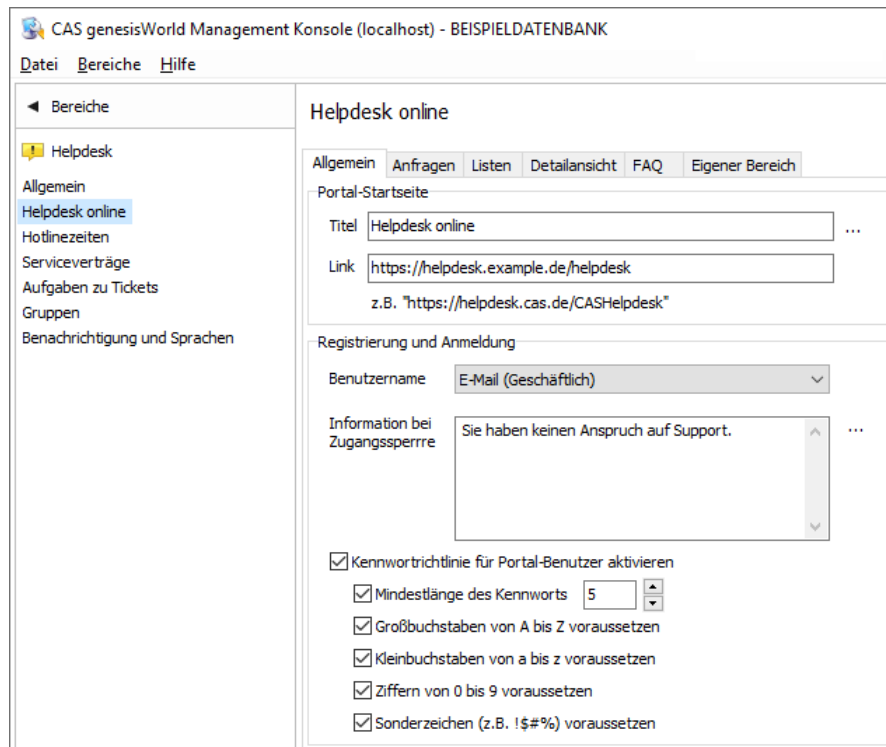 CAS genesisWorld Management Konsole (localhost) - BEISPIELDATENBANK
Datei Bereiche Hilfe
Bereiche
Helpdesk
Allgemein
Helpdesk online
Hotlinezeiten
Serviceverträge
Aufgaben zu Tickets
Gruppen
Benachrichtigung und Sprachen
Helpdesk online
Allgemein Anfragen Listen Detailansicht FAQ Eigener Bereich
Portal-Startseite
Titel Helpdesk online ...
Link https://helpdesk.example.de/helpdesk
z.B. "https://helpdesk.cas.de/CASHelpdesk"
Registrierung und Anmeldung
Benutzername E-Mail (Geschäftlich)
Information bei Sie haben keinen Anspruch auf Support. ...
Zugangssperrre
Kennwortrichtlinie für Portal-Benutzer aktivieren
Mindestlänge des Kennworts 5
Großbuchstaben von A bis Z voraussetzen
Kleinbuchstaben von a bis z voraussetzen
Ziffern von 0 bis 9 voraussetzen
Sonderzeichen (z.B. !$#%) voraussetzen